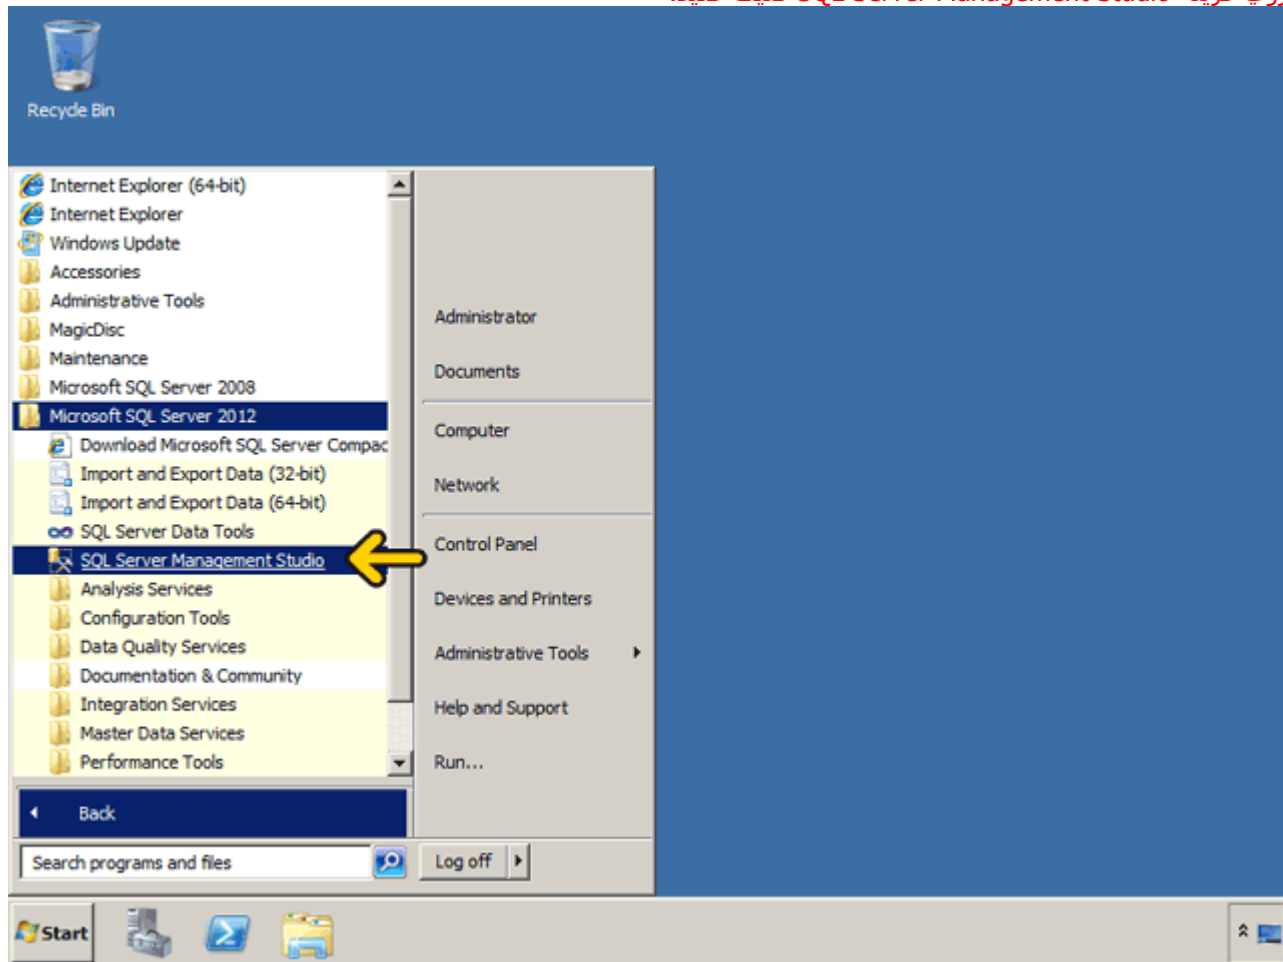 SQL Server Management Studio
Recycle Bin
Internet Explorer (64-bit)
Internet Explorer
Windows Update
Accessories
Administrative Tools
MagicDisc
Maintenance
Microsoft SQL Server 2008
Microsoft SQL Server 2012
Download Microsoft SQL Server Compac
Import and Export Data (32-bit)
Import and Export Data (64-bit)
SQL Server Data Tools
SQL Server Management Studio
Analysis Services
Configuration Tools
Data Quality Services
Documentation & Community
Integration Services
Master Data Services
Performance Tools
Back
Search programs and files
Administrator
Documents
Computer
Network
Control Panel
Devices and Printers
Administrative Tools
Help and Support
Run...
Log off
Start